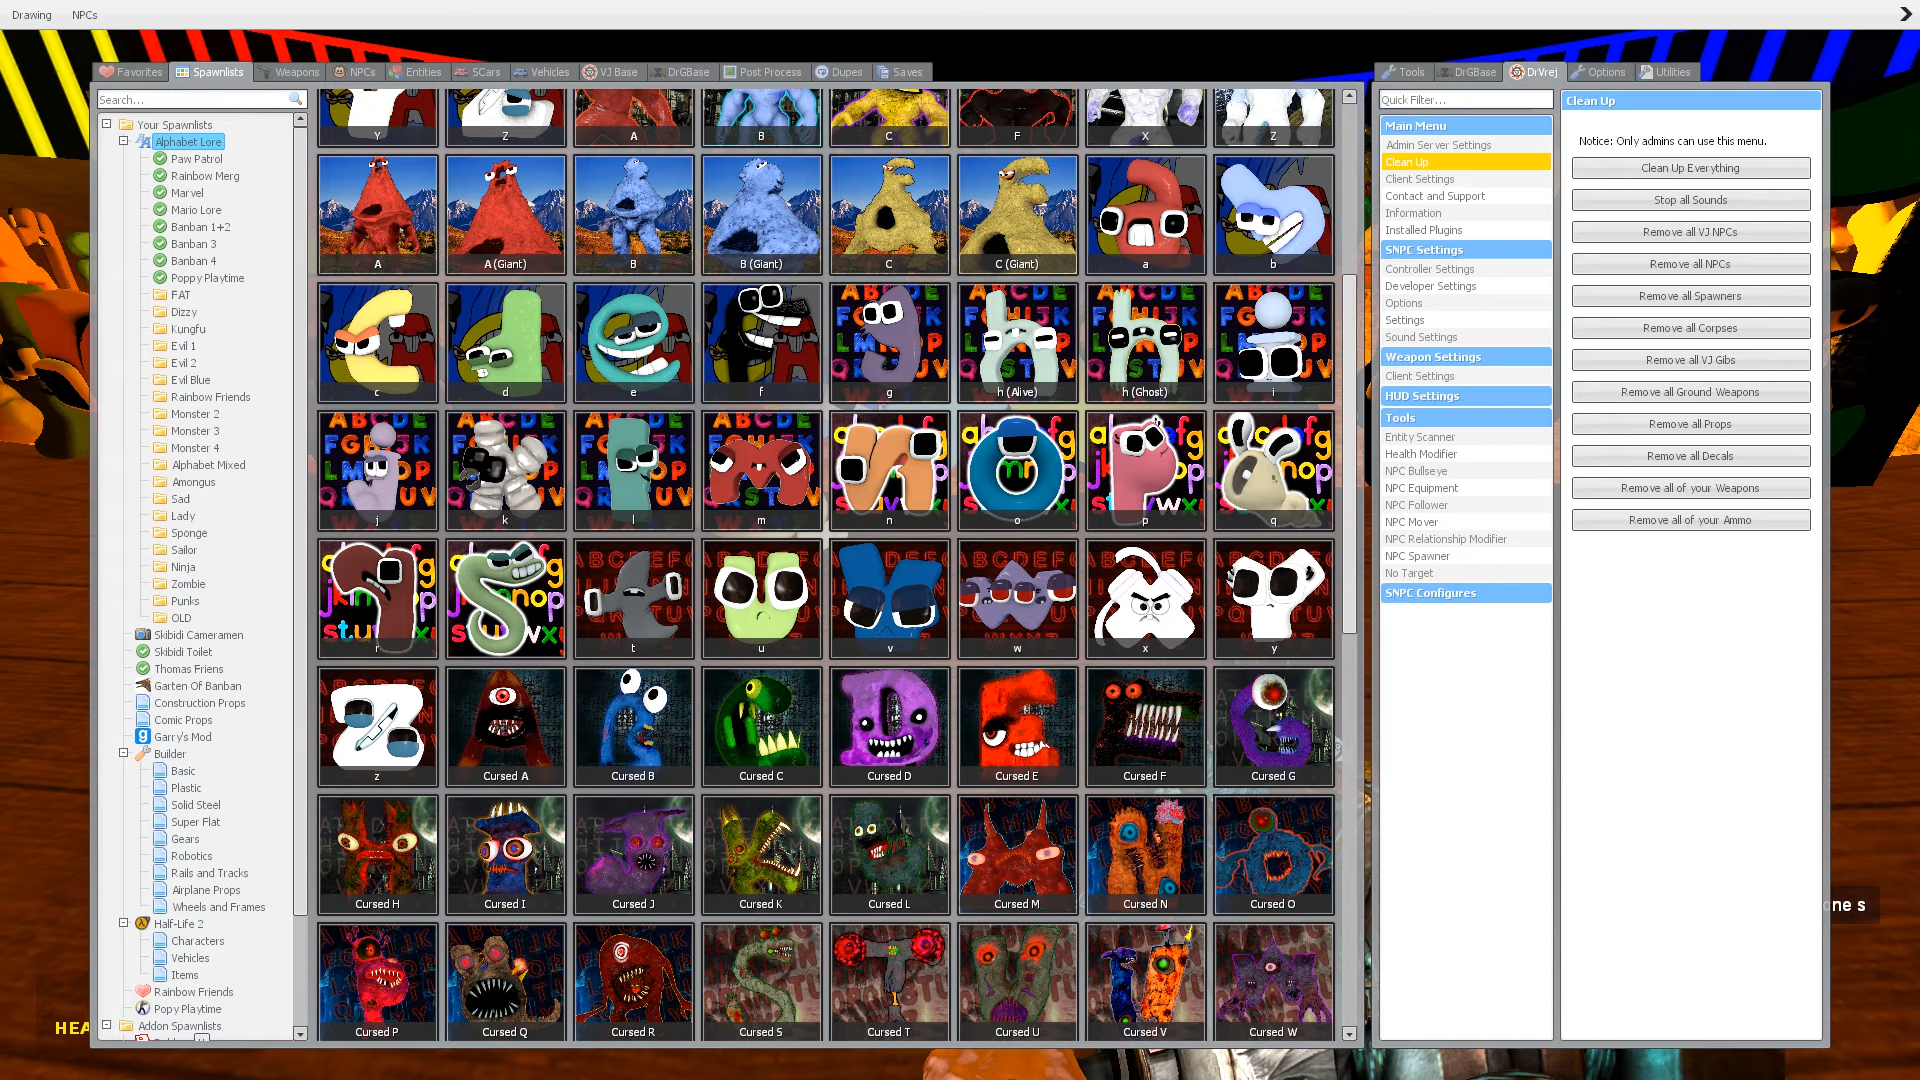 Drawing NPCs
Favorites Spawnlists Weapons NPCs Entities SCars Vehicles VJ Base DrGBase Post Process Dupes Saves
Search...
Your Spawnlists
Alphabet Lore
Paw Patrol
Rainbow Merg
Marvel
Mario Lore
Banban 1+2
Banban 3
Banban 4
Poppy Playtime
FAT
Dizzy
Kungfu
Evil 1
Evil 2
Evil Blue
Rainbow Friends
Monster 2
Monster 3
Monster 4
Alphabet Mixed
Amongus
Sad
Lady
Sponge
Sailor
Ninja
Zombie
Punks
OLD
Skibidi Cameramen
Skibidi Toilet
Thomas Friens
Garten Of Banban
Construction Props
Comic Props
Garry's Mod
Builder
Basic
Plastic
Solid Steel
Super Flat
Gears
Robotics
Rails and Tracks
Airplane Props
Wheels and Frames
Half-Life 2
Characters
Vehicles
Items
Rainbow Friends
Popy Playtime
Addon Spawnlists
Y Z A B C F X Z
A A (Giant) B B (Giant) C C (Giant) a b
c d e f g h (Alive) h (Ghost) i
j k l m n o p q
r s t u v w x y
z Cursed A Cursed B Cursed C Cursed D Cursed E Cursed F Cursed G
Cursed H Cursed I Cursed J Cursed K Cursed L Cursed M Cursed N Cursed O
Cursed P Cursed Q Cursed R Cursed S Cursed T Cursed U Cursed V Cursed W
Tools DrGBase DrVrej Options Utilities
Quick Filter...
Main Menu
Admin Server Settings
Clean Up
Client Settings
Contact and Support
Information
Installed Plugins
SNPC Settings
Controller Settings
Developer Settings
Options
Settings
Sound Settings
Weapon Settings
Client Settings
HUD Settings
Tools
Entity Scanner
Health Modifier
NPC Bullseye
NPC Equipment
NPC Follower
NPC Mover
NPC Relationship Modifier
NPC Spawner
No Target
SNPC Configures
Clean Up
Notice: Only admins can use this menu.
Clean Up Everything
Stop all Sounds
Remove all VJ NPCs
Remove all NPCs
Remove all Spawners
Remove all Corpses
Remove all VJ Gibs
Remove all Ground Weapons
Remove all Props
Remove all Decals
Remove all of your Weapons
Remove all of your Ammo
one s
HEA